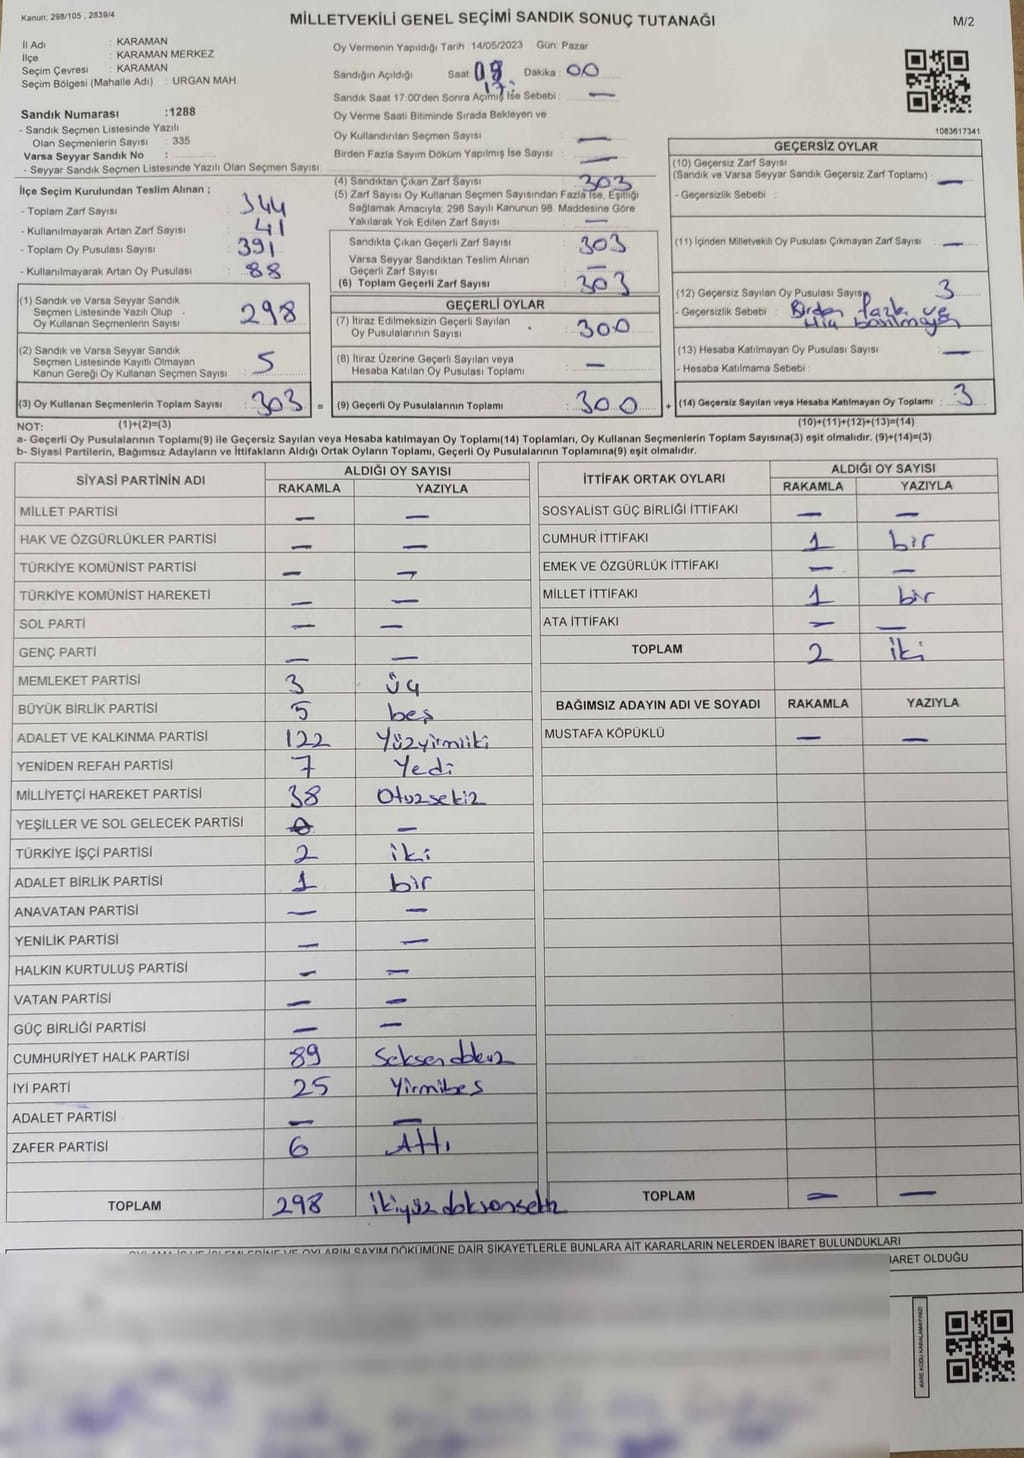 Kanun; 298/105 , 2839/4
MİLLETVEKİLİ GENEL SEÇİMİ SANDIK SONUÇ TUTANAĞI
M/2
İl Adı : KARAMAN
İlçe : KARAMAN MERKEZ
Seçim Çevresi : KARAMAN
Seçim Bölgesi (Mahalle Adı) : URGAN MAH.
Sandık Numarası :1288
- Sandık Seçmen Listesinde Yazılı
Olan Seçmenlerin Sayısı : 335
Varsa Seyyar Sandık No :
- Seyyar Sandık Seçmen Listesinde Yazılı Olan Seçmen Sayısı
Oy Vermenin Yapıldığı Tarih :14/05/2023 Gün: Pazar
Sandığın Açıldığı Saat Dakika : 00
17.
Sandık Saat 17.00'den Sonra Açılmış İse Sebebi : —
Oy Verme Saati Bitiminde Sırada Bekleyen ve
Oy Kullandırılan Seçmen Sayısı —
Birden Fazla Sayım Döküm Yapılmış İse Sayısı : —
1083617341
İlçe Seçim Kurulundan Teslim Alınan ;
- Toplam Zarf Sayısı : 344
- Kullanılmayarak Artan Zarf Sayısı : 41
- Toplam Oy Pusulası Sayısı : 391
- Kullanılmayarak Artan Oy Pusulası : 88
(4) Sandıktan Çıkan Zarf Sayısı : 303
(5) Zarf Sayısı Oy Kullanan Seçmen Sayısından Fazla İse, Eşitliği
Sağlamak Amacıyla; 298 Sayılı Kanunun 98. Maddesine Göre
Yakılarak Yok Edilen Zarf Sayısı —
Sandıkta Çıkan Geçerli Zarf Sayısı : 303
Varsa Seyyar Sandıktan Teslim Alınan
Geçerli Zarf Sayısı : —
(6) Toplam Geçerli Zarf Sayısı : 303
GEÇERSİZ OYLAR
(10) Geçersiz Zarf Sayısı
(Sandık ve Varsa Seyyar Sandık Geçersiz Zarf Toplamı) : —
- Geçersizlik Sebebi :
(11) İçinden Milletvekili Oy Pusulası Çıkmayan Zarf Sayısı : —
(12) Geçersiz Sayılan Oy Pusulası Sayısı 3
- Geçersizlik Sebebi : Birden fazla ve
Hiç basılmayan
(13) Hesaba Katılmayan Oy Pusulası Sayısı : —
- Hesaba Katılmama Sebebi :
(14) Geçersiz Sayılan veya Hesaba Katılmayan Oy Toplamı : 3
(1) Sandık ve Varsa Seyyar Sandık
Seçmen Listesinde Yazılı Olup
Oy Kullanan Seçmenlerin Sayısı : 298
(2) Sandık ve Varsa Seyyar Sandık
Seçmen Listesinde Kayıtlı Olmayan
Kanun Gereği Oy Kullanan Seçmen Sayısı : 5
(3) Oy Kullanan Seçmenlerin Toplam Sayısı : 303 =
GEÇERLİ OYLAR
(7) İtiraz Edilmeksizin Geçerli Sayılan
Oy Pusulalarının Sayısı : 300
(8) İtiraz Üzerine Geçerli Sayılan veya
Hesaba Katılan Oy Pusulası Toplamı : —
(9) Geçerli Oy Pusulalarının Toplamı : 300 +
NOT: (1)+(2)=(3) (10)+(11)+(12)+(13)=(14)
a- Geçerli Oy Pusulalarının Toplamı(9) ile Geçersiz Sayılan veya Hesaba katılmayan Oy Toplamı(14) Toplamları, Oy Kullanan Seçmenlerin Toplam Sayısına(3) eşit olmalıdır. (9)+(14)=(3)
b- Siyasi Partilerin, Bağımsız Adayların ve İttifakların Aldığı Ortak Oyların Toplamı, Geçerli Oy Pusulalarının Toplamına(9) eşit olmalıdır.
SİYASİ PARTİNİN ADI ALDIĞI OY SAYISI
RAKAMLA YAZIYLA
MİLLET PARTİSİ — —
HAK VE ÖZGÜRLÜKLER PARTİSİ — —
TÜRKİYE KOMÜNİST PARTİSİ — —
TÜRKİYE KOMÜNİST HAREKETİ — —
SOL PARTİ — —
GENÇ PARTİ — —
MEMLEKET PARTİSİ 3 üç
BÜYÜK BİRLİK PARTİSİ 5 beş
ADALET VE KALKINMA PARTİSİ 122 Yüzyirmiiki
YENİDEN REFAH PARTİSİ 7 Yedi
MİLLİYETÇİ HAREKET PARTİSİ 38 Otuzsekiz
YEŞİLLER VE SOL GELECEK PARTİSİ —
TÜRKİYE İŞÇİ PARTİSİ 2 iki
ADALET BİRLİK PARTİSİ 1 bir
ANAVATAN PARTİSİ — —
YENİLİK PARTİSİ — —
HALKIN KURTULUŞ PARTİSİ — —
VATAN PARTİSİ — —
GÜÇ BİRLİĞİ PARTİSİ — —
CUMHURİYET HALK PARTİSİ 89 Seksendokuz
İYİ PARTİ 25 Yirmibeş
ADALET PARTİSİ — —
ZAFER PARTİSİ 6 Altı
TOPLAM 298 ikiyüzdoksansekiz
İTTİFAK ORTAK OYLARI ALDIĞI OY SAYISI
RAKAMLA YAZIYLA
SOSYALİST GÜÇ BİRLİĞİ İTTİFAKI — —
CUMHUR İTTİFAKI 1 bir
EMEK VE ÖZGÜRLÜK İTTİFAKI — —
MİLLET İTTİFAKI 1 bir
ATA İTTİFAKI — —
TOPLAM 2 iki
BAĞIMSIZ ADAYIN ADI VE SOYADI RAKAMLA YAZIYLA
MUSTAFA KÖPÜKLÜ — —
TOPLAM — —
OYLAMA İŞ VE İŞLEMLERİNE VE OYLARIN SAYIM DÖKÜMÜNE DAİR ŞİKAYETLERLE BUNLARA AİT KARARLARIN NELERDEN İBARET BULUNDUKLARI
BARET OLDUĞU
KARE KODU KARALAMAYINIZ!